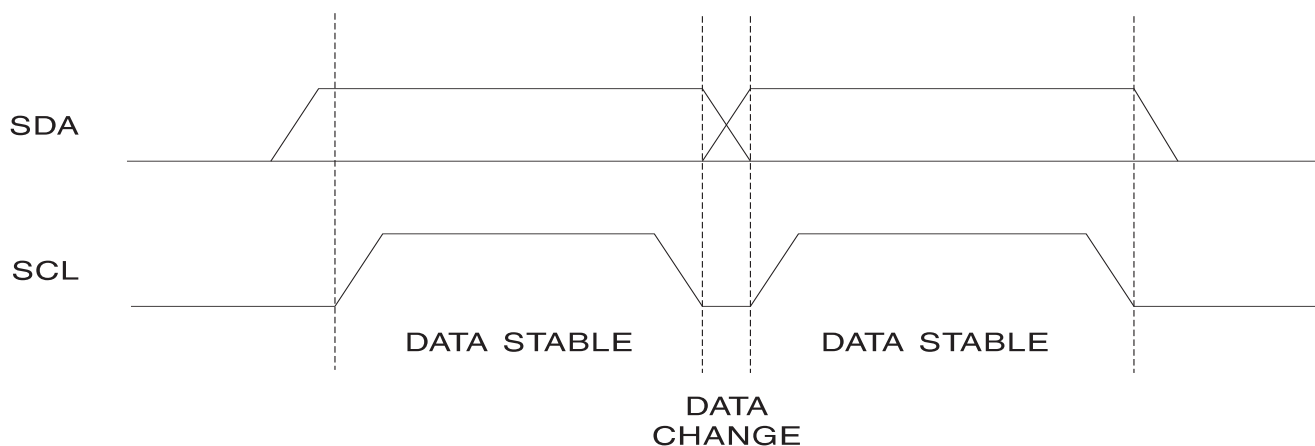 SDA
SCL
DATA STABLE
DATA STABLE
DATA
CHANGE